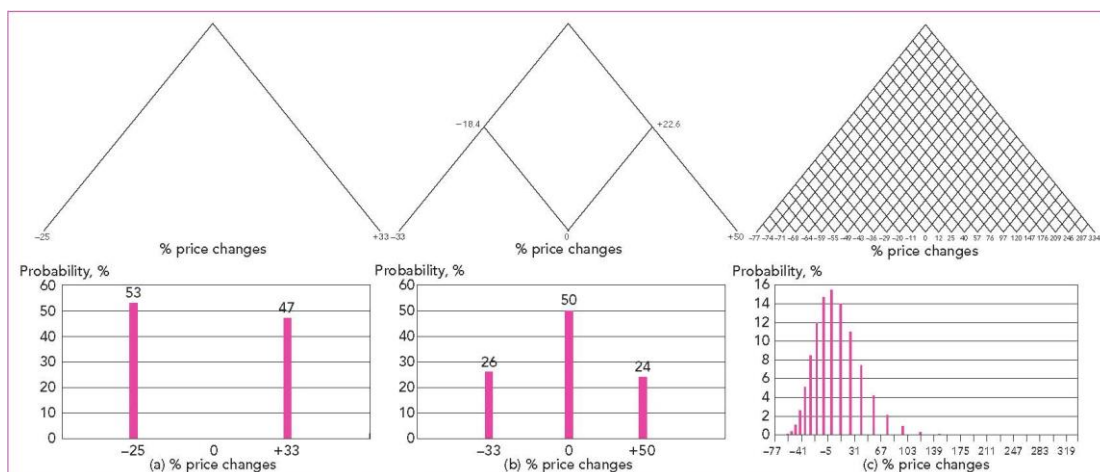 −25
+33
% price changes
−18.4
+22.6
−33
0
+50
% price changes
−77 −74 −71 −68 −64 −59 −55 −49 −43 −36 −29 −20 −11 0 12 25 40 57 76 97 120 147 176 209 246 287 334
% price changes
Probability, %
60
50
40
30
20
10
0
53
47
−25 0 +33
(a) % price changes
Probability, %
60
50
40
30
20
10
0
26
50
24
−33 0 +50
(b) % price changes
Probability, %
16
14
12
10
8
6
4
2
0
−77 −41 −5 31 67 103 139 175 211 247 283 319
(c) % price changes